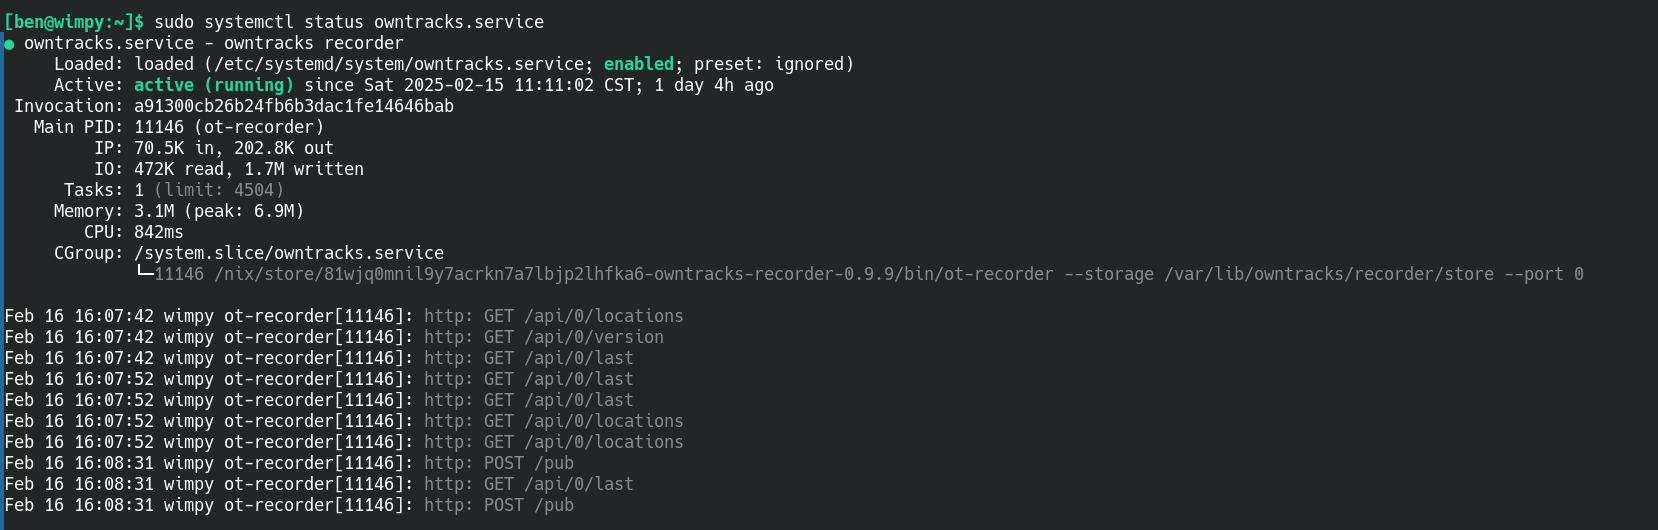 [ben@wimpy:~]$ sudo systemctl status owntracks.service
● owntracks.service - owntracks recorder
     Loaded: loaded (/etc/systemd/system/owntracks.service; enabled; preset: ignored)
     Active: active (running) since Sat 2025-02-15 11:11:02 CST; 1 day 4h ago
 Invocation: a91300cb26b24fb6b3dac1fe14646bab
   Main PID: 11146 (ot-recorder)
         IP: 70.5K in, 202.8K out
         IO: 472K read, 1.7M written
      Tasks: 1 (limit: 4504)
     Memory: 3.1M (peak: 6.9M)
        CPU: 842ms
     CGroup: /system.slice/owntracks.service
             └─11146 /nix/store/81wjq0mnil9y7acrkn7a7lbjp2lhfka6-owntracks-recorder-0.9.9/bin/ot-recorder --storage /var/lib/owntracks/recorder/store --port 0

Feb 16 16:07:42 wimpy ot-recorder[11146]: http: GET /api/0/locations
Feb 16 16:07:42 wimpy ot-recorder[11146]: http: GET /api/0/version
Feb 16 16:07:42 wimpy ot-recorder[11146]: http: GET /api/0/last
Feb 16 16:07:52 wimpy ot-recorder[11146]: http: GET /api/0/last
Feb 16 16:07:52 wimpy ot-recorder[11146]: http: GET /api/0/last
Feb 16 16:07:52 wimpy ot-recorder[11146]: http: GET /api/0/locations
Feb 16 16:07:52 wimpy ot-recorder[11146]: http: GET /api/0/locations
Feb 16 16:08:31 wimpy ot-recorder[11146]: http: POST /pub
Feb 16 16:08:31 wimpy ot-recorder[11146]: http: GET /api/0/last
Feb 16 16:08:31 wimpy ot-recorder[11146]: http: POST /pub